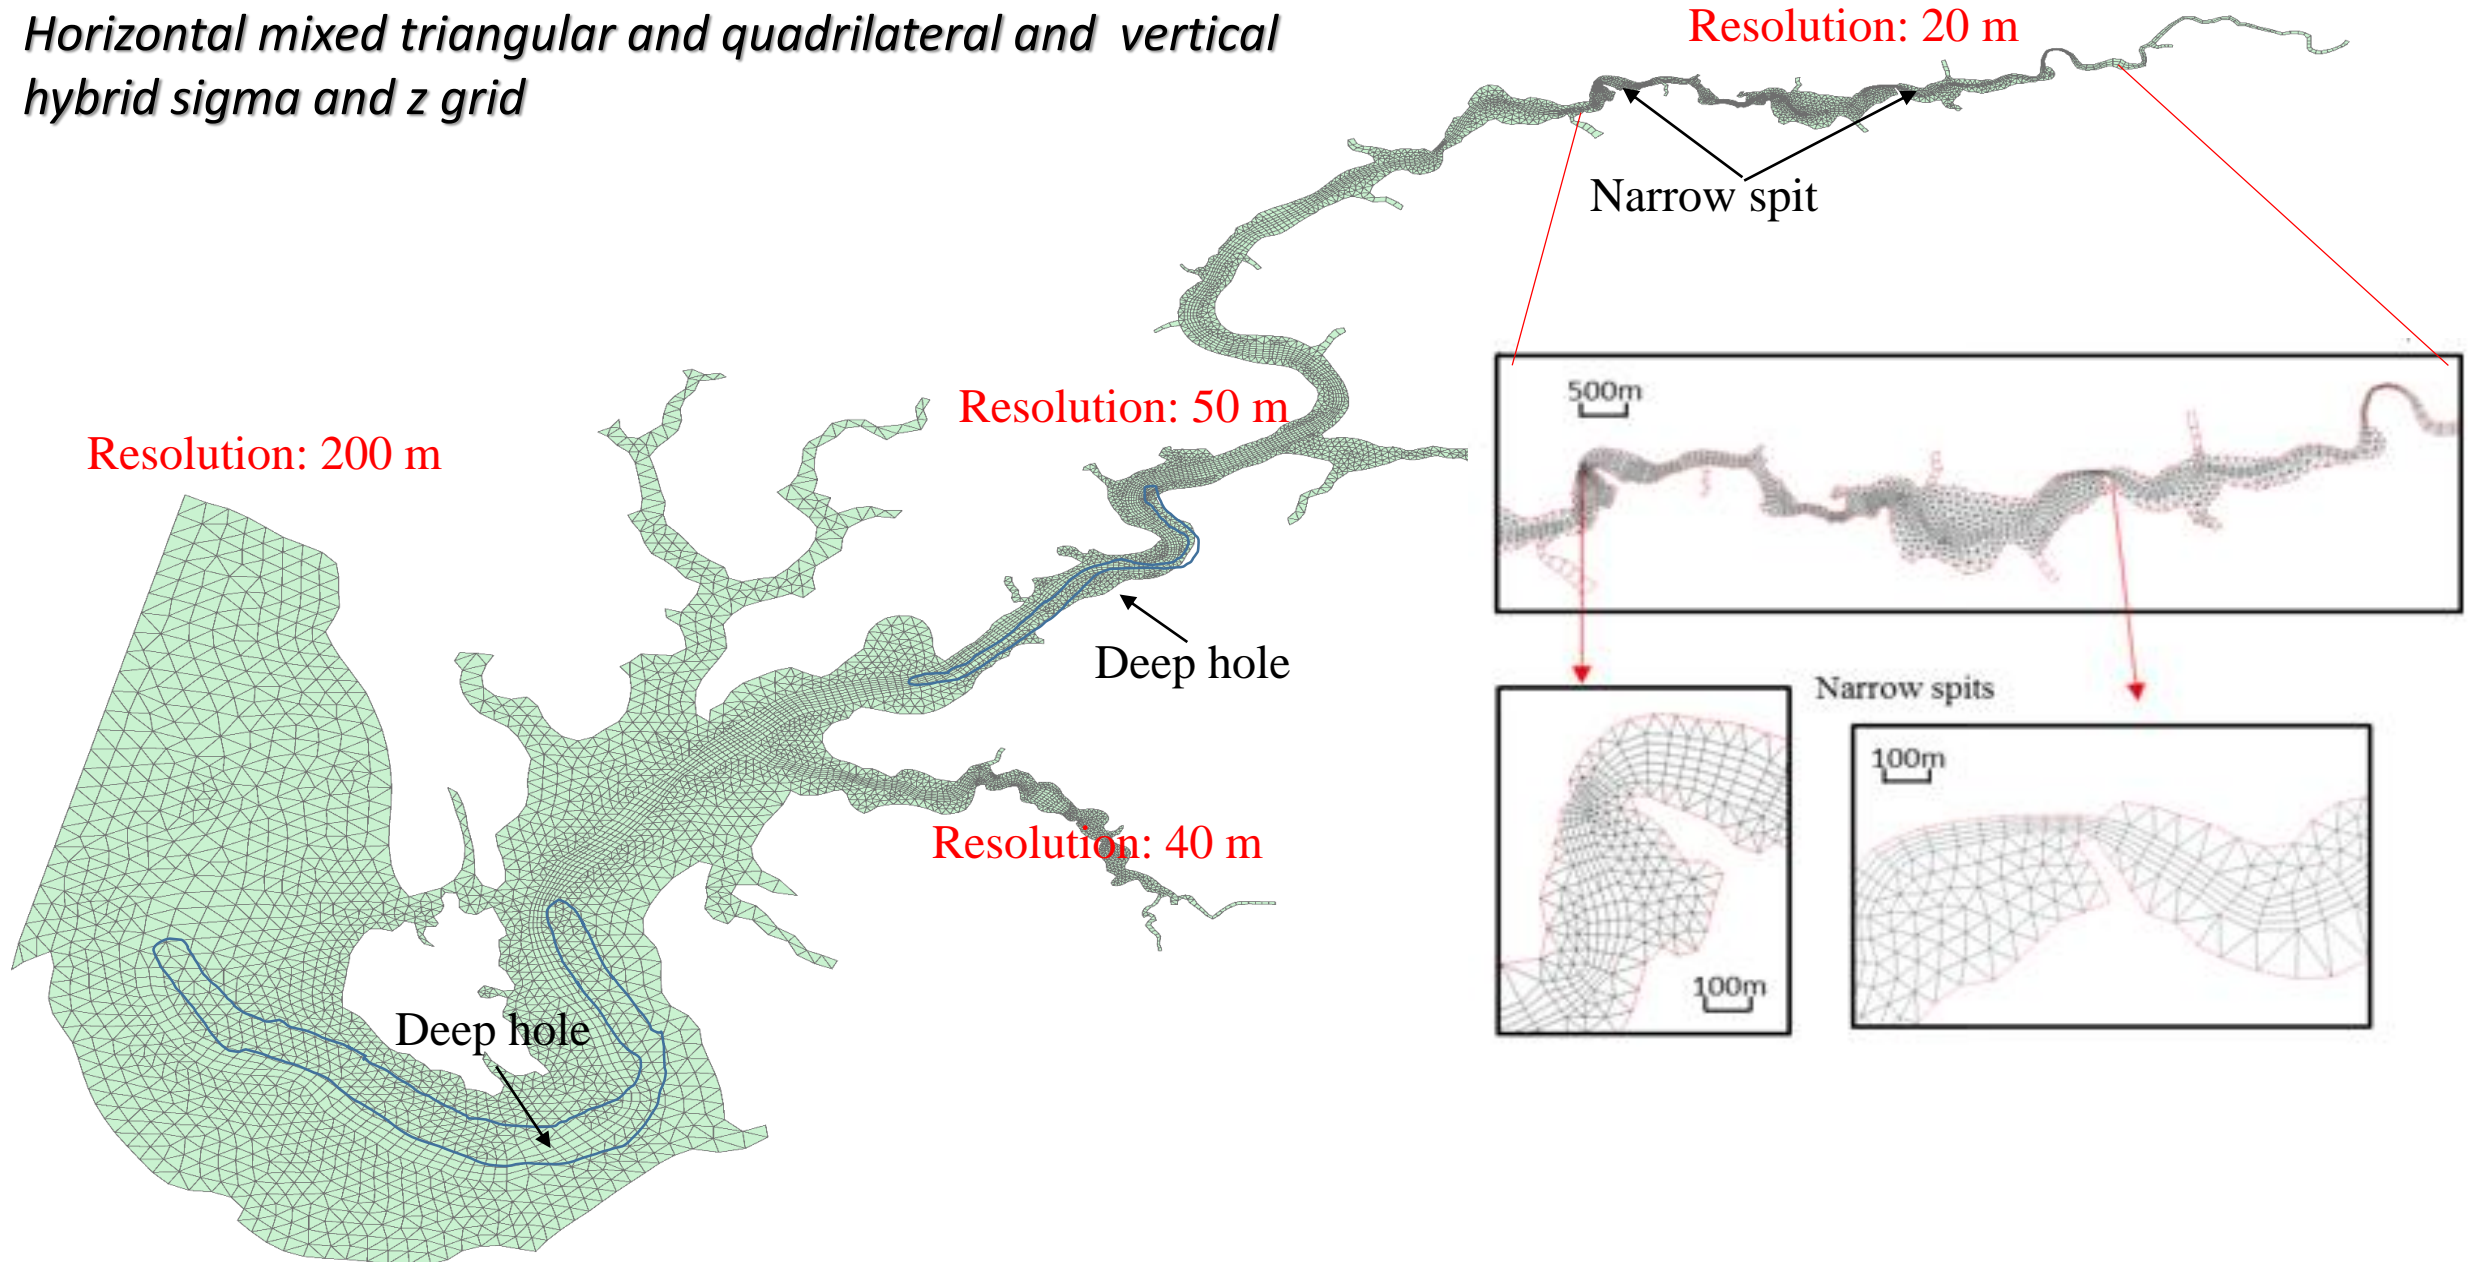 Horizontal mixed triangular and quadrilateral and vertical
hybrid sigma and z grid
Resolution: 20 m
Narrow spit
Resolution: 50 m
Resolution: 200 m
500m
Deep hole
Narrow spits
100m
Resolution: 40 m
100m
Deep hole